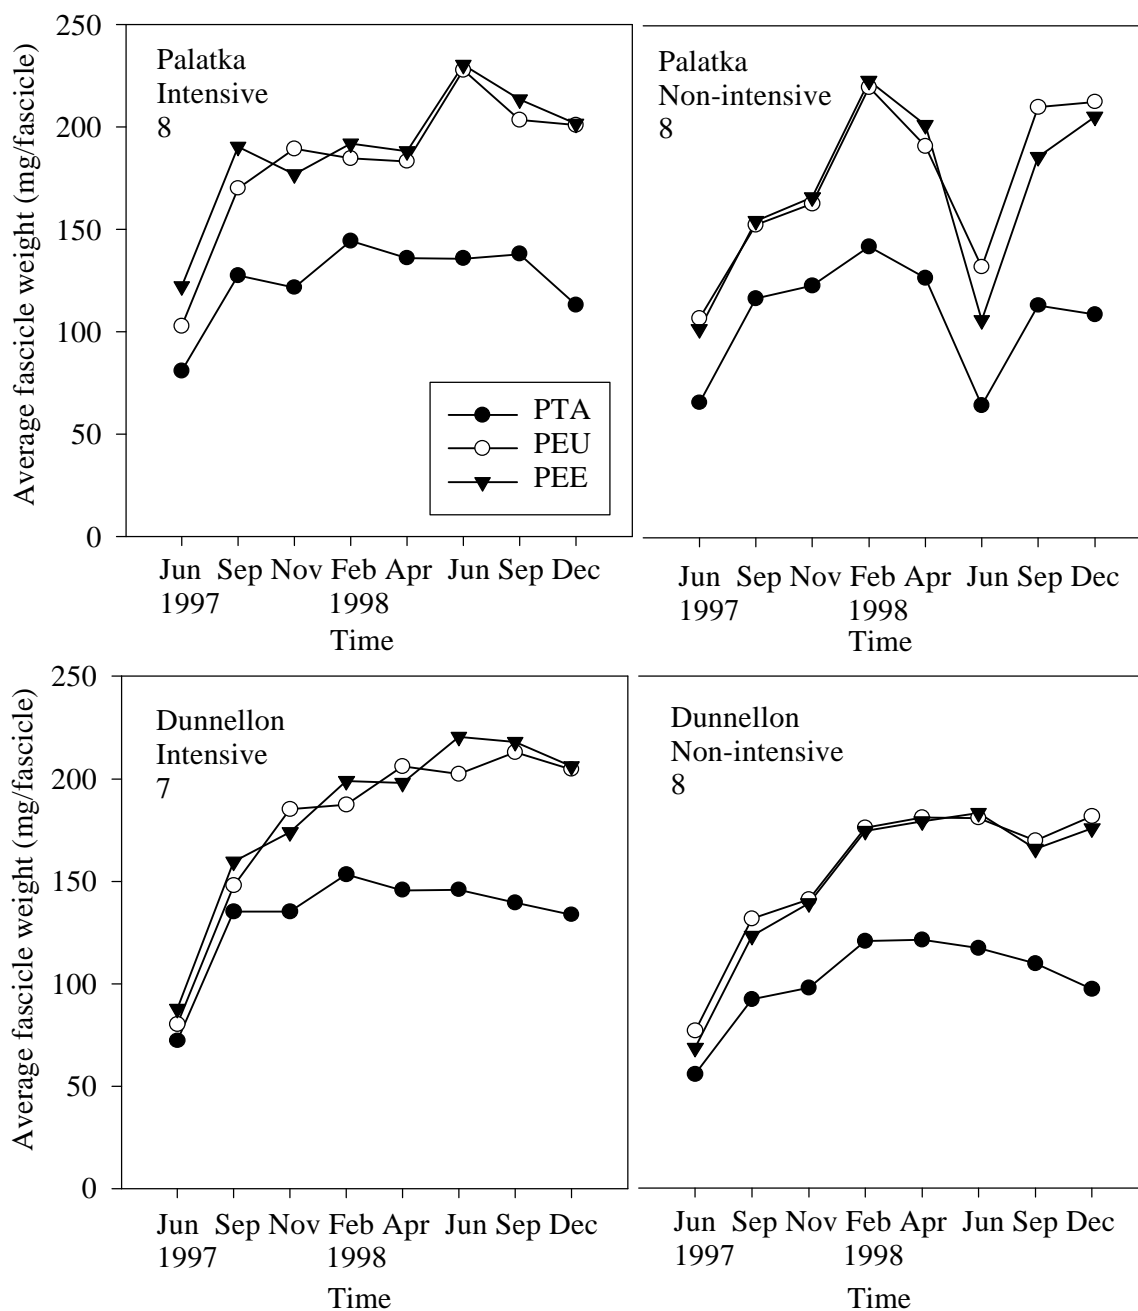 Average fascicle weight (mg/fascicle)
250
200
150
100
50
0
Palatka
Intensive
8
PTA
PEU
PEE
Jun Sep Nov Feb Apr Jun Sep Dec
1997 1998
Time
Palatka
Non-intensive
8
Jun Sep Nov Feb Apr Jun Sep Dec
1997 1998
Time
Average fascicle weight (mg/fascicle)
250
200
150
100
50
0
Dunnellon
Intensive
7
Jun Sep Nov Feb Apr Jun Sep Dec
1997 1998
Time
Dunnellon
Non-intensive
8
Jun Sep Nov Feb Apr Jun Sep Dec
1997 1998
Time